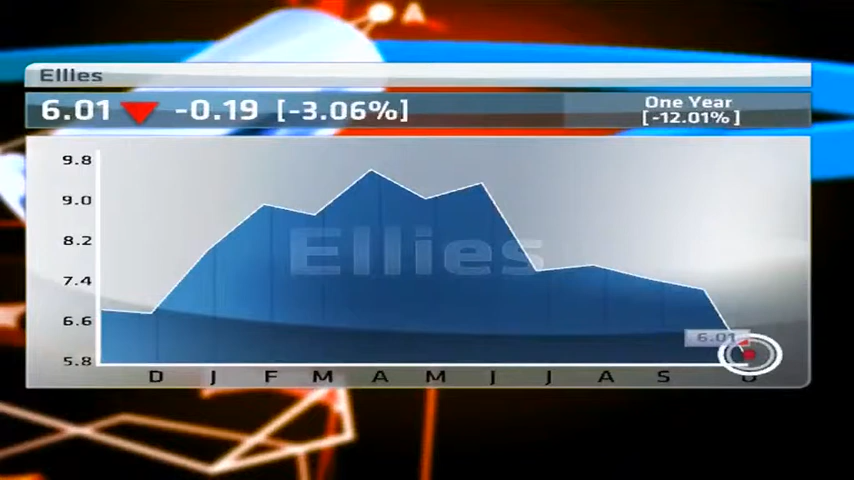 A
Ellies
6.01 -0.19 [-3.06%]
One Year
[-12.01%]
9.8
9.0
8.2
7.4
6.6
5.8
Ellies
6.01
D J F M A M J J A S O